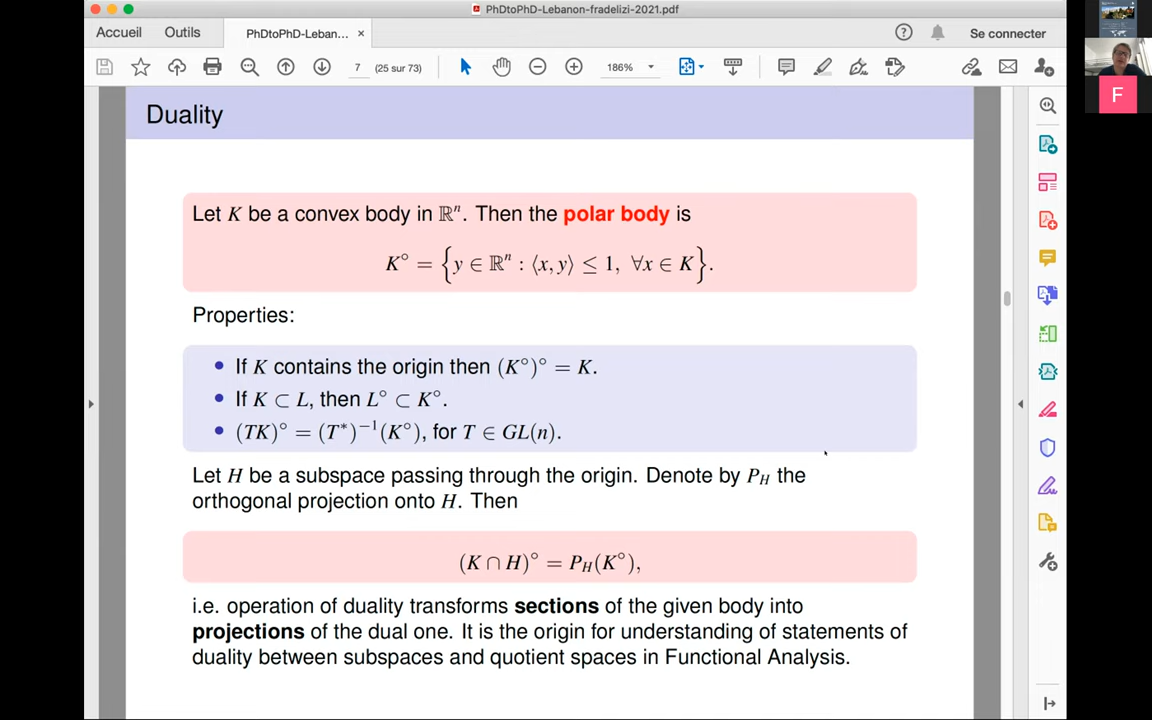 PhDtoPhD-Lebanon-fradelizi-2021.pdf
Accueil Outils PhDtoPhD-Leban... × Se connecter
7 (25 sur 73) 186%
F
Duality
Let K be a convex body in ℝⁿ. Then the polar body is
K° = {y ∈ ℝⁿ : ⟨x, y⟩ ≤ 1, ∀x ∈ K}.
Properties:
• If K contains the origin then (K°)° = K.
• If K ⊂ L, then L° ⊂ K°.
• (TK)° = (T*)⁻¹(K°), for T ∈ GL(n).
Let H be a subspace passing through the origin. Denote by P_H the
orthogonal projection onto H. Then
(K ∩ H)° = P_H(K°),
i.e. operation of duality transforms sections of the given body into
projections of the dual one. It is the origin for understanding of statements of
duality between subspaces and quotient spaces in Functional Analysis.